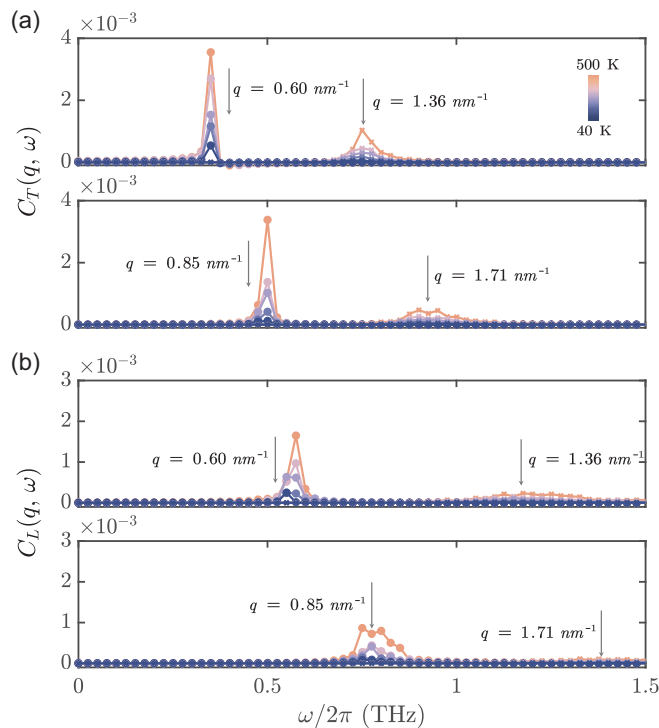 (a)
×10⁻³
4
2
0
C_T(q, ω)
q = 0.60 nm⁻¹
q = 1.36 nm⁻¹
500 K
40 K
×10⁻³
4
2
0
q = 0.85 nm⁻¹
q = 1.71 nm⁻¹
(b)
×10⁻³
3
2
1
0
C_L(q, ω)
q = 0.60 nm⁻¹
q = 1.36 nm⁻¹
×10⁻³
3
2
1
0
q = 0.85 nm⁻¹
q = 1.71 nm⁻¹
0 0.5 1 1.5
ω/2π (THz)